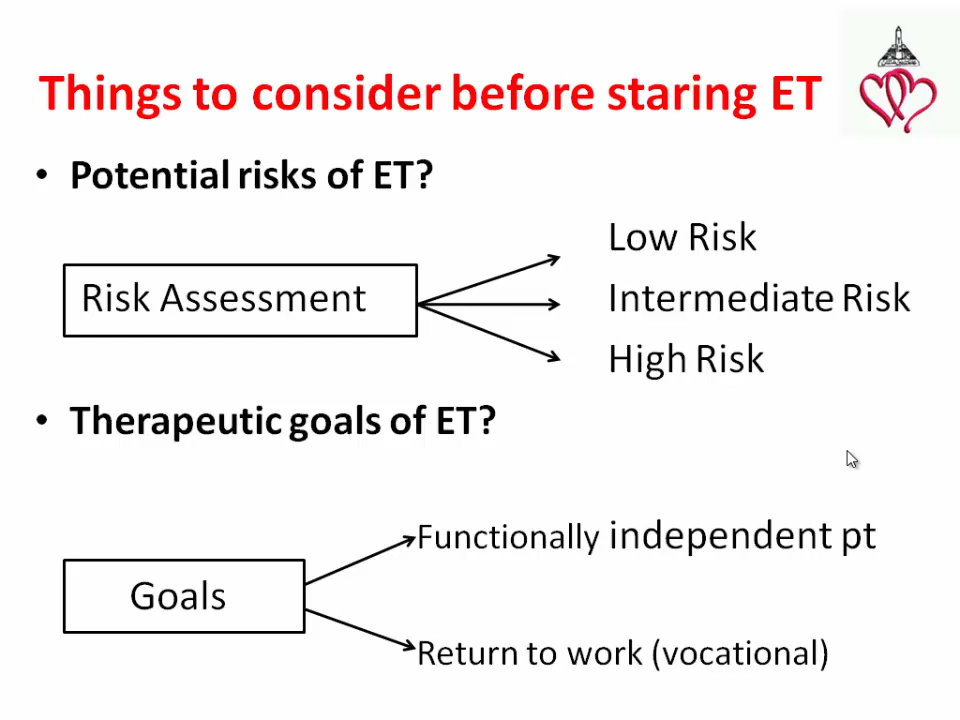 Things to consider before staring ET
• Potential risks of ET?
Risk Assessment
Low Risk
Intermediate Risk
High Risk
• Therapeutic goals of ET?
Goals
Functionally independent pt
Return to work (vocational)